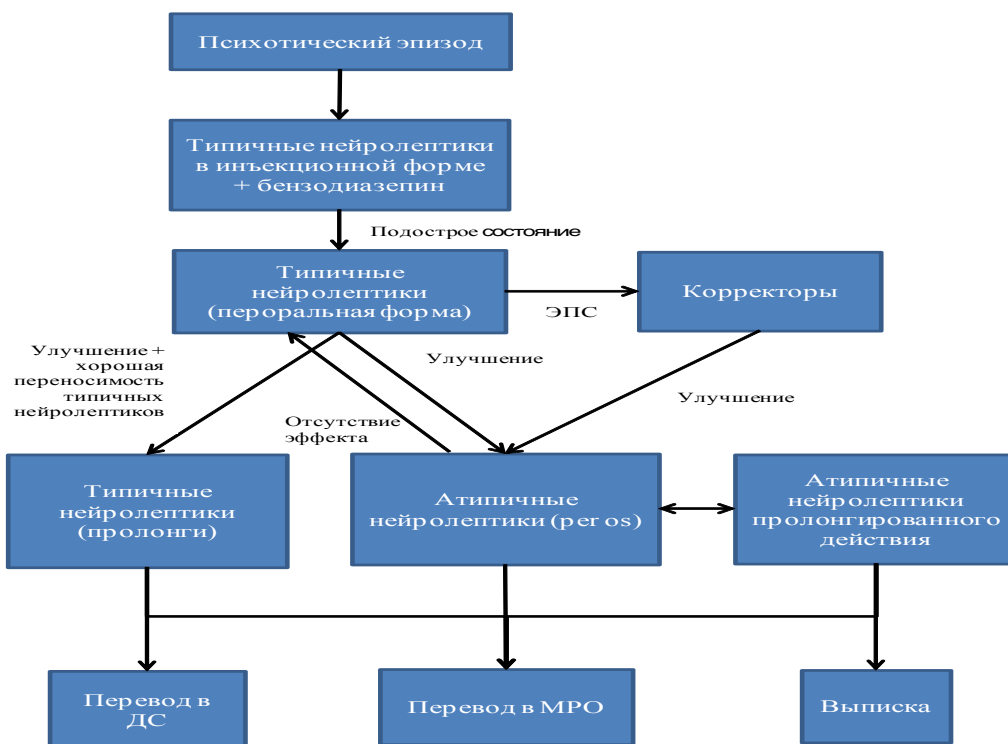 Психотический эпизод
Типичные нейролептики
в инъекционной форме
+ бензодиазепин
Подострое состояние
Типичные
нейролептики
(пероральная форма)
ЭПС
Корректоры
Улучшение +
хорошая
переносимость
типичных
нейролептиков
Улучшение
Отсутствие
эффекта
Улучшение
Типичные
нейролептики
(пролонги)
Атипичные
нейролептики (per os)
Атипичные
нейролептики
пролонгированного
действия
Перевод в
ДС
Перевод в МРО
Выписка